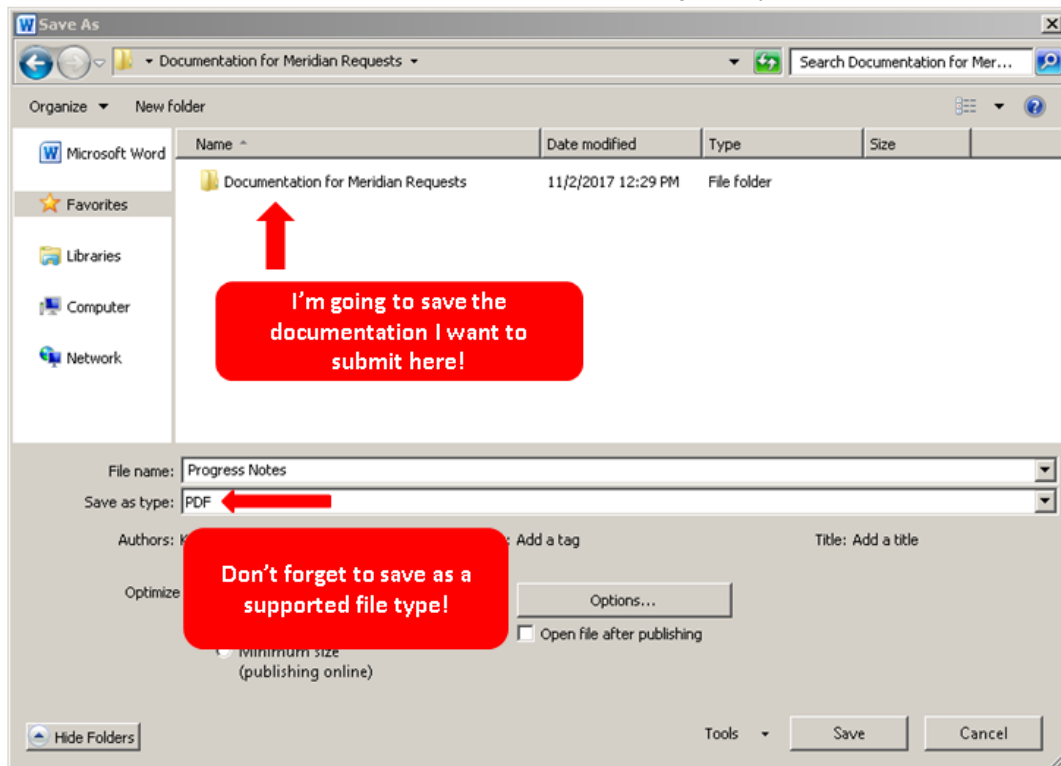 Save As
Documentation for Meridian Requests
Search Documentation for Mer...
Organize
New folder
Microsoft Word
Favorites
Libraries
Computer
Network
Name
Date modified
Type
Size
Documentation for Meridian Requests
11/2/2017 12:29 PM
File folder
I'm going to save the
documentation I want to
submit here!
File name: Progress Notes
Save as type: PDF
Authors:
Add a tag
Title: Add a title
Don't forget to save as a
supported file type!
Optimize
Options...
Open file after publishing
Minimum size
(publishing online)
Hide Folders
Tools
Save
Cancel